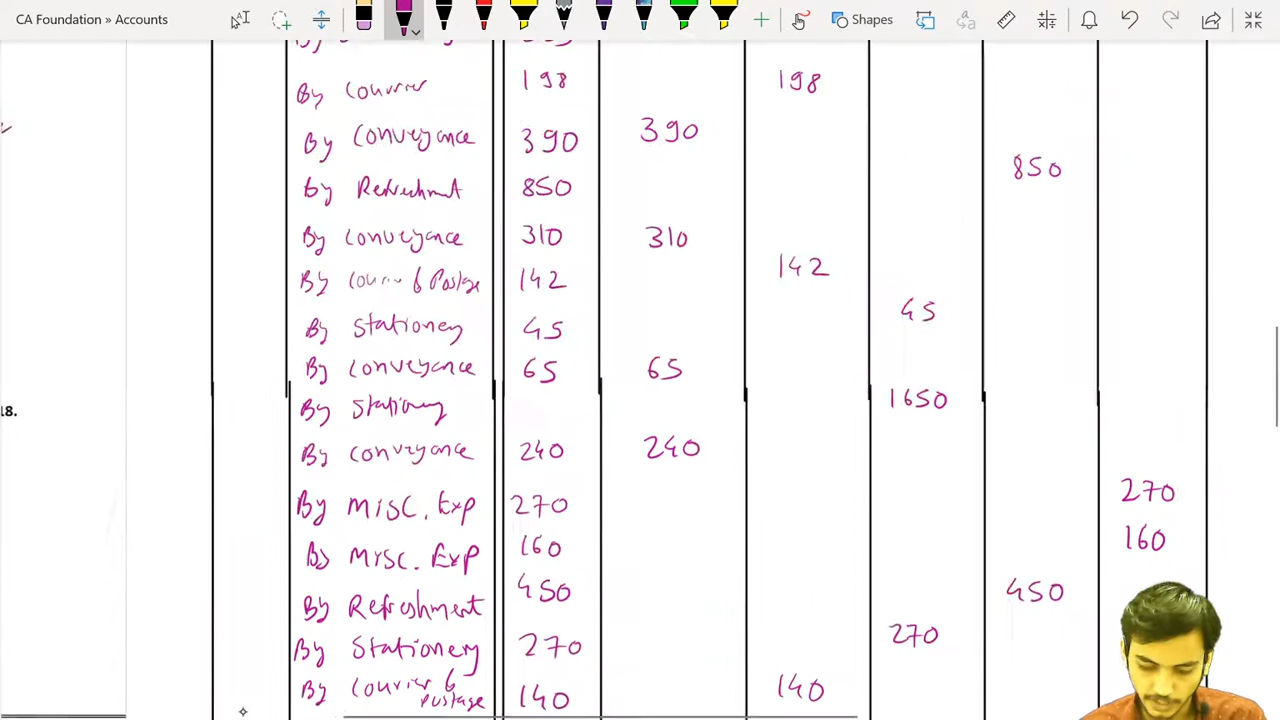 CA Foundation » Accounts
Shapes
By Courier 198 198
By Conveyance 390 390
By Refreshment 850 850
By Conveyance 310 310
By Courier & Postage 142 142
By Stationery 45 45
By Conveyance 65 65
18.
By Stationery 1650
By Conveyance 240 240
By Misc. Exp 270 270
By Misc. Exp 160 160
By Refreshment 450 450
By Stationery 270 270
By Courier & Postage 140 140